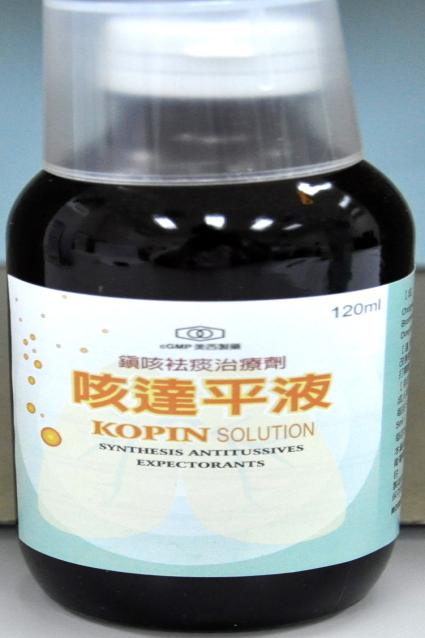 120ml
cGMP 美西製藥
鎮咳袪痰治療劑
咳達平液
KOPIN SOLUTION
SYNTHESIS ANTITUSSIVES
EXPECTORANTS